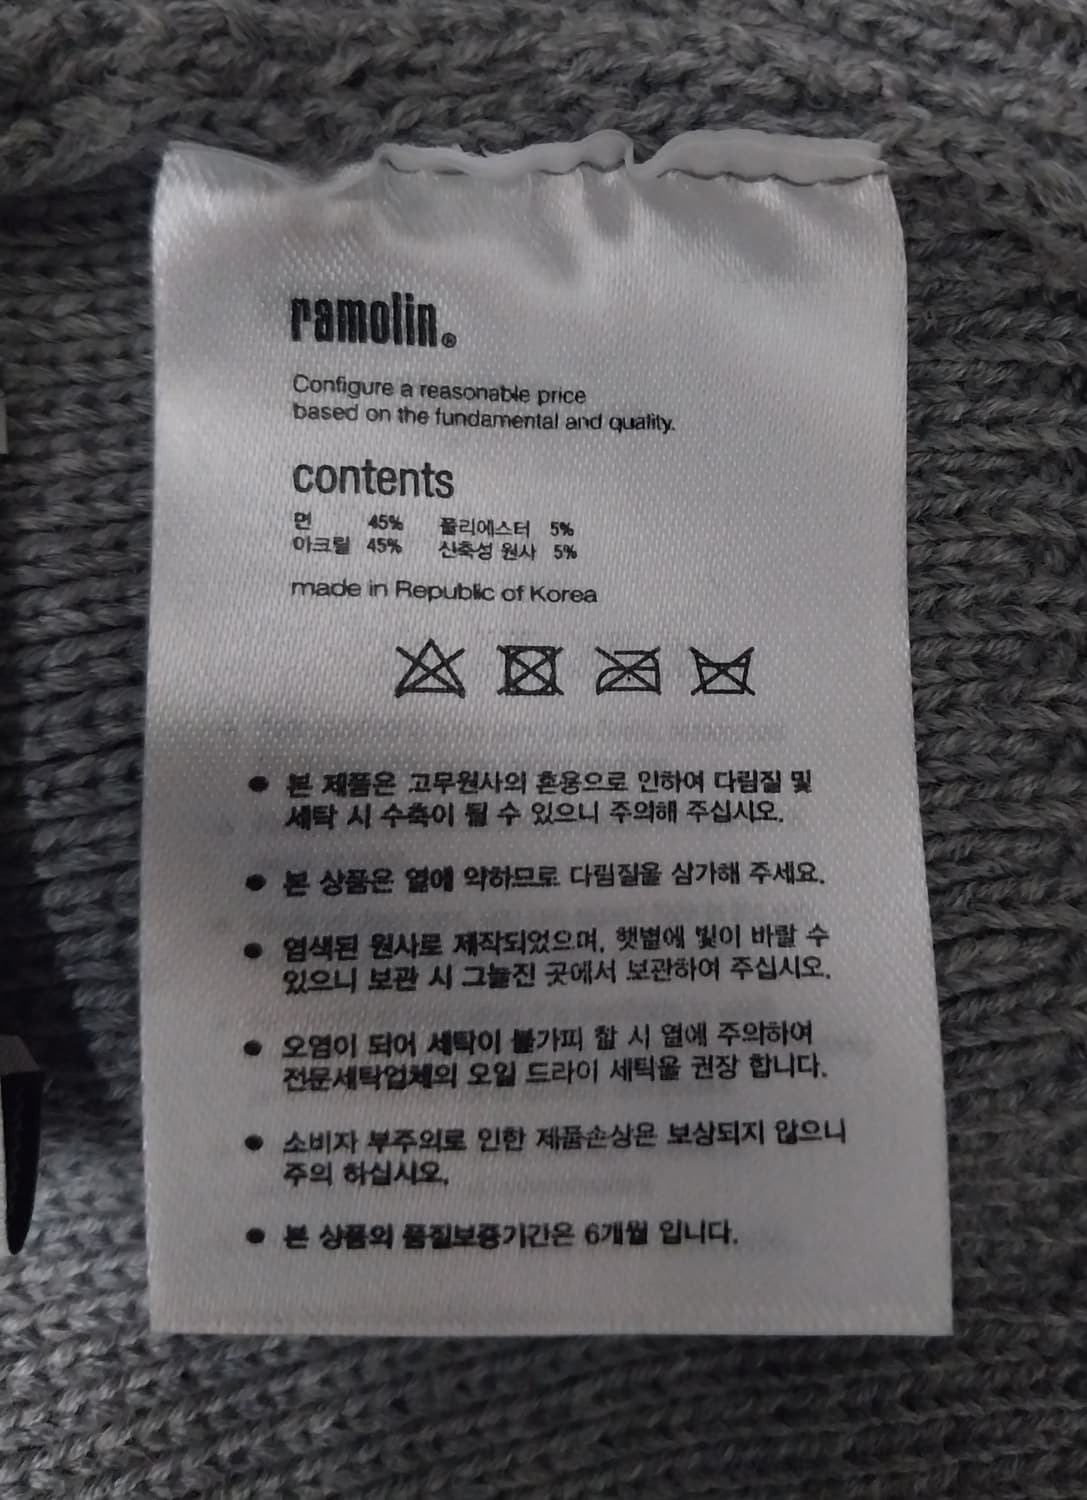 ramolin®
Configure a reasonable price
based on the fundamental and quality.
contents
면 45% 폴리에스터 5%
아크릴 45% 신축성 원사 5%
made in Republic of Korea
● 본 제품은 고무원사의 혼용으로 인하여 다림질 및
세탁 시 수축이 될 수 있으니 주의해 주십시오.
● 본 상품은 열에 약하므로 다림질을 삼가해 주세요.
● 염색된 원사로 제작되었으며, 햇볕에 빛이 바랄 수
있으니 보관 시 그늘진 곳에서 보관하여 주십시오.
● 오염이 되어 세탁이 불가피 할 시 열에 주의하여
전문세탁업체의 오일 드라이 세탁을 권장 합니다.
● 소비자 부주의로 인한 제품손상은 보상되지 않으니
주의 하십시오.
● 본 상품의 품질보증기간은 6개월 입니다.